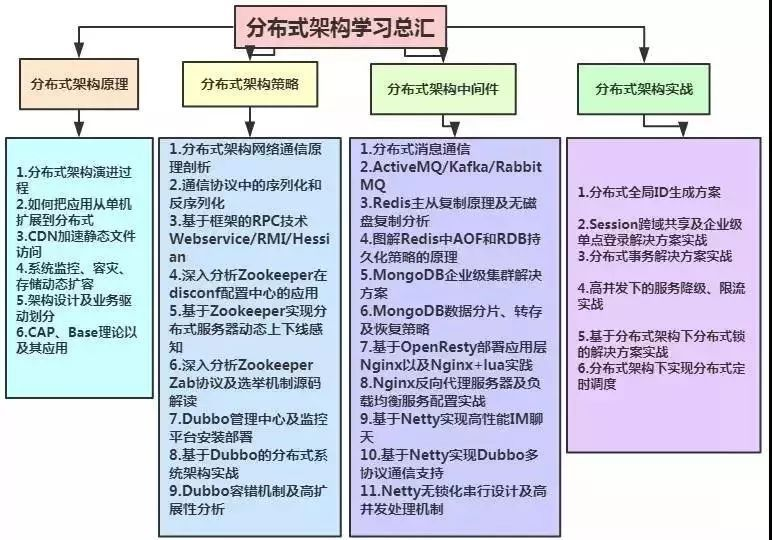 分布式架构学习总汇
分布式架构原理
分布式架构策略
分布式架构中间件
分布式架构实战
1.分布式架构演进过
程
2.如何把应用从单机
扩展到分布式
3.CDN加速静态文件
访问
4.系统监控、容灾、
存储动态扩容
5.架构设计及业务驱
动划分
6.CAP、Base理论以
及其应用
1.分布式架构网络通信原
理剖析
2.通信协议中的序列化和
反序列化
3.基于框架的RPC技术
Webservice/RMI/Hess
ian
4.深入分析Zookeeper在
disconf配置中心的应用
5.基于Zookeeper实现分
布式服务器动态上下线感
知
6.深入分析Zookeeper
Zab协议及选举机制源码
解读
7.Dubbo管理中心及监控
平台安装部署
8.基于Dubbo的分布式系
统架构实战
9.Dubbo容错机制及高扩
展性分析
1.分布式消息通信
2.ActiveMQ/Kafka/Rabbit
MQ
3.Redis主从复制原理及无磁
盘复制分析
4.图解Redis中AOF和RDB持
久化策略的原理
5.MongoDB企业级集群解决
方案
6.MongoDB数据分片、转存
及恢复策略
7.基于OpenResty部署应用层
Nginx以及Nginx+lua实践
8.Nginx反向代理服务器及负
载均衡服务配置实战
9.基于Netty实现高性能IM聊
天
10.基于Netty实现Dubbo多
协议通信支持
11.Netty无锁化串行设计及高
并发处理机制
1.分布式全局ID生成方案
2.Session跨域共享及企业级
单点登录解决方案实战
3.分布式事务解决方案实战
4.高并发下的服务降级、限流
实战
5.基于分布式架构下分布式锁
的解决方案实战
6.分布式架构下实现分布式定
时调度